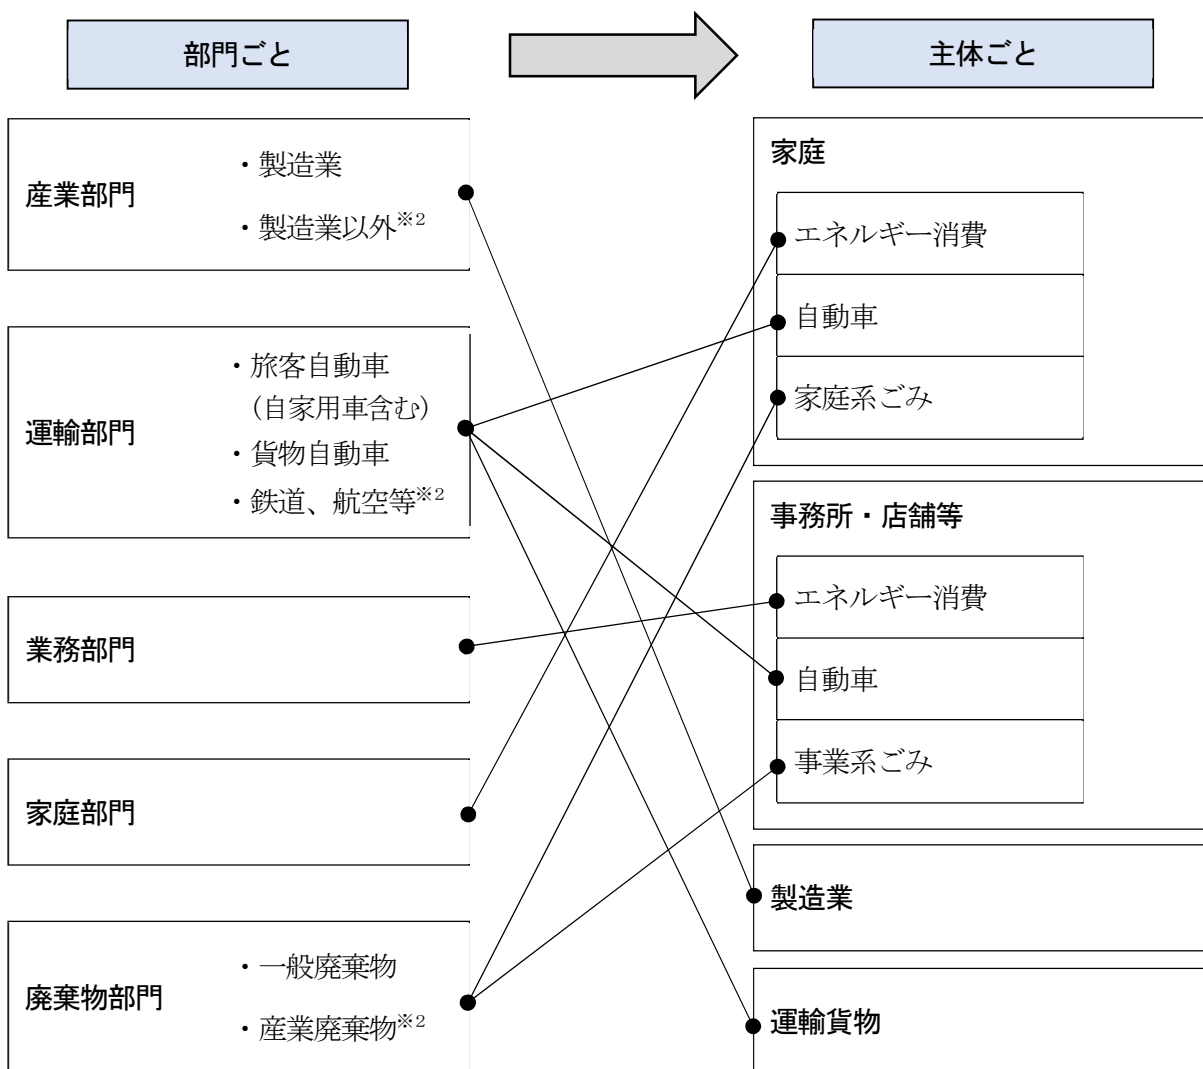 部門ごと
主体ごと
産業部門
・製造業
・製造業以外※2
運輸部門
・旅客自動車
（自家用車含む）
・貨物自動車
・鉄道、航空等※2
業務部門
家庭部門
廃棄物部門
・一般廃棄物
・産業廃棄物※2
家庭
エネルギー消費
自動車
家庭系ごみ
事務所・店舗等
エネルギー消費
自動車
事業系ごみ
製造業
運輸貨物